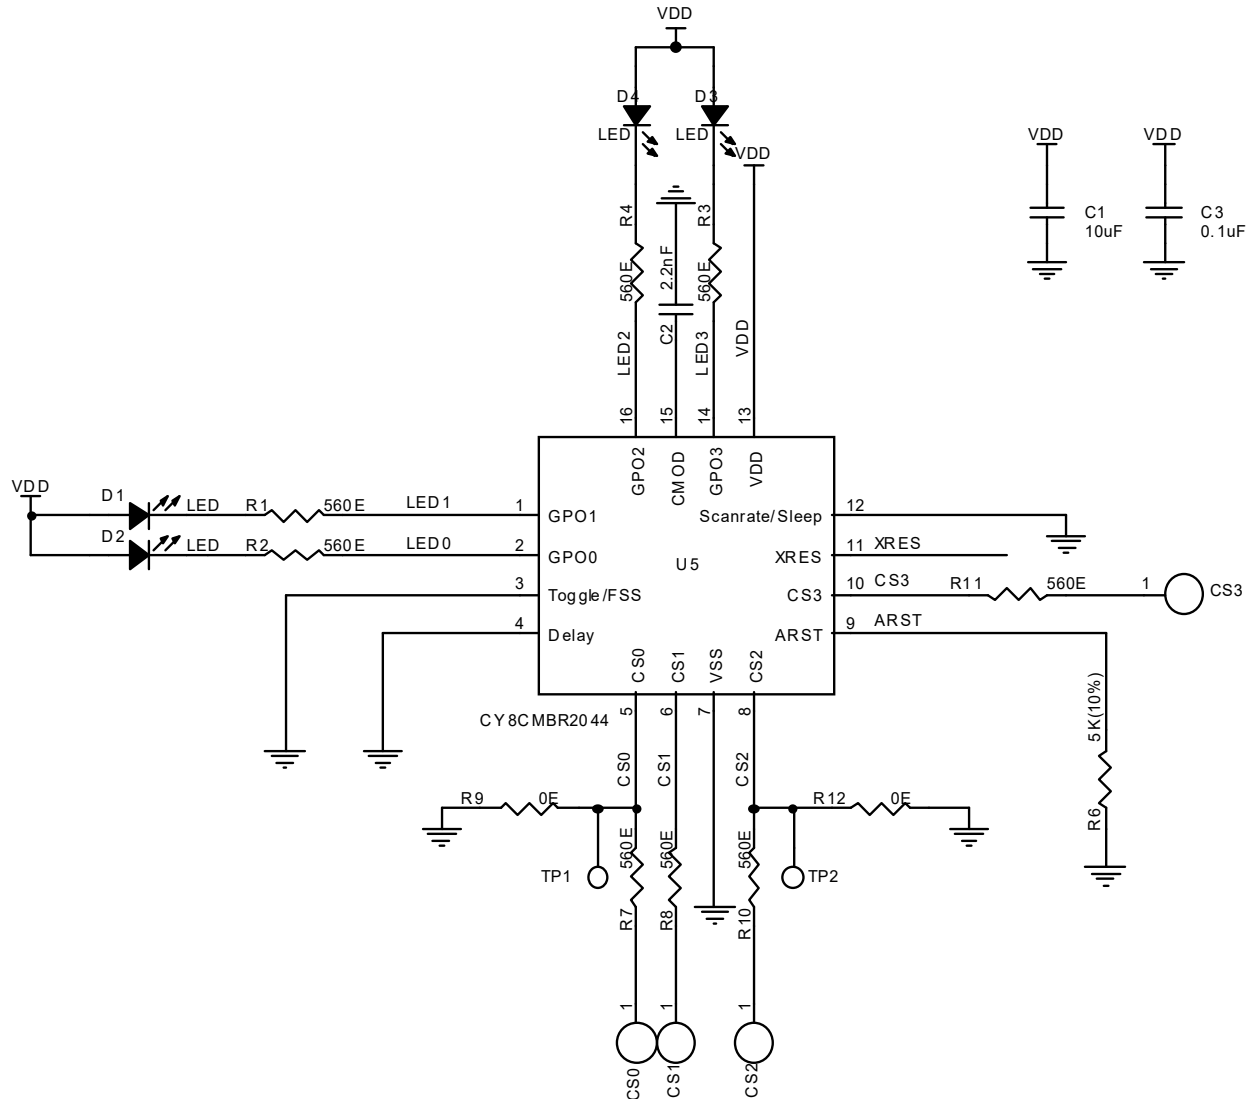 VDD
D4
D3
LED
LED
VDD
VDD
VDD
R4
R3
C1
10uF
C3
0.1uF
560E
2.2nF
560E
C2
LED2
LED3
VDD
16
15
14
13
GPO2
CMOD
GPO3
VDD
VDD
D1
LED
R1
560E
LED1
1
GPO1
Scanrate/Sleep
12
D2
LED
R2
560E
LED0
2
GPO0
XRES
11
XRES
U5
3
Toggle/FSS
CS3
10
CS3
R11
560E
1
CS3
4
Delay
ARST
9
ARST
CS0
CS1
VSS
CS2
CY8CMBR2044
5
6
7
8
5K(10%)
CS0
CS1
CS2
R9
0E
R12
0E
R6
560E
560E
560E
TP1
TP2
R7
R8
R10
1
1
1
CS0
CS1
CS2